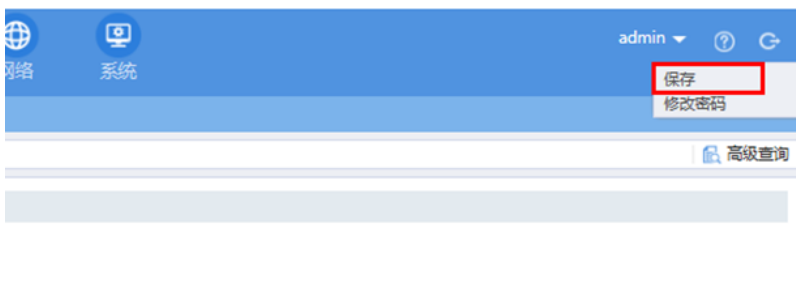 admin
网络
系统
保存
修改密码
高级查询